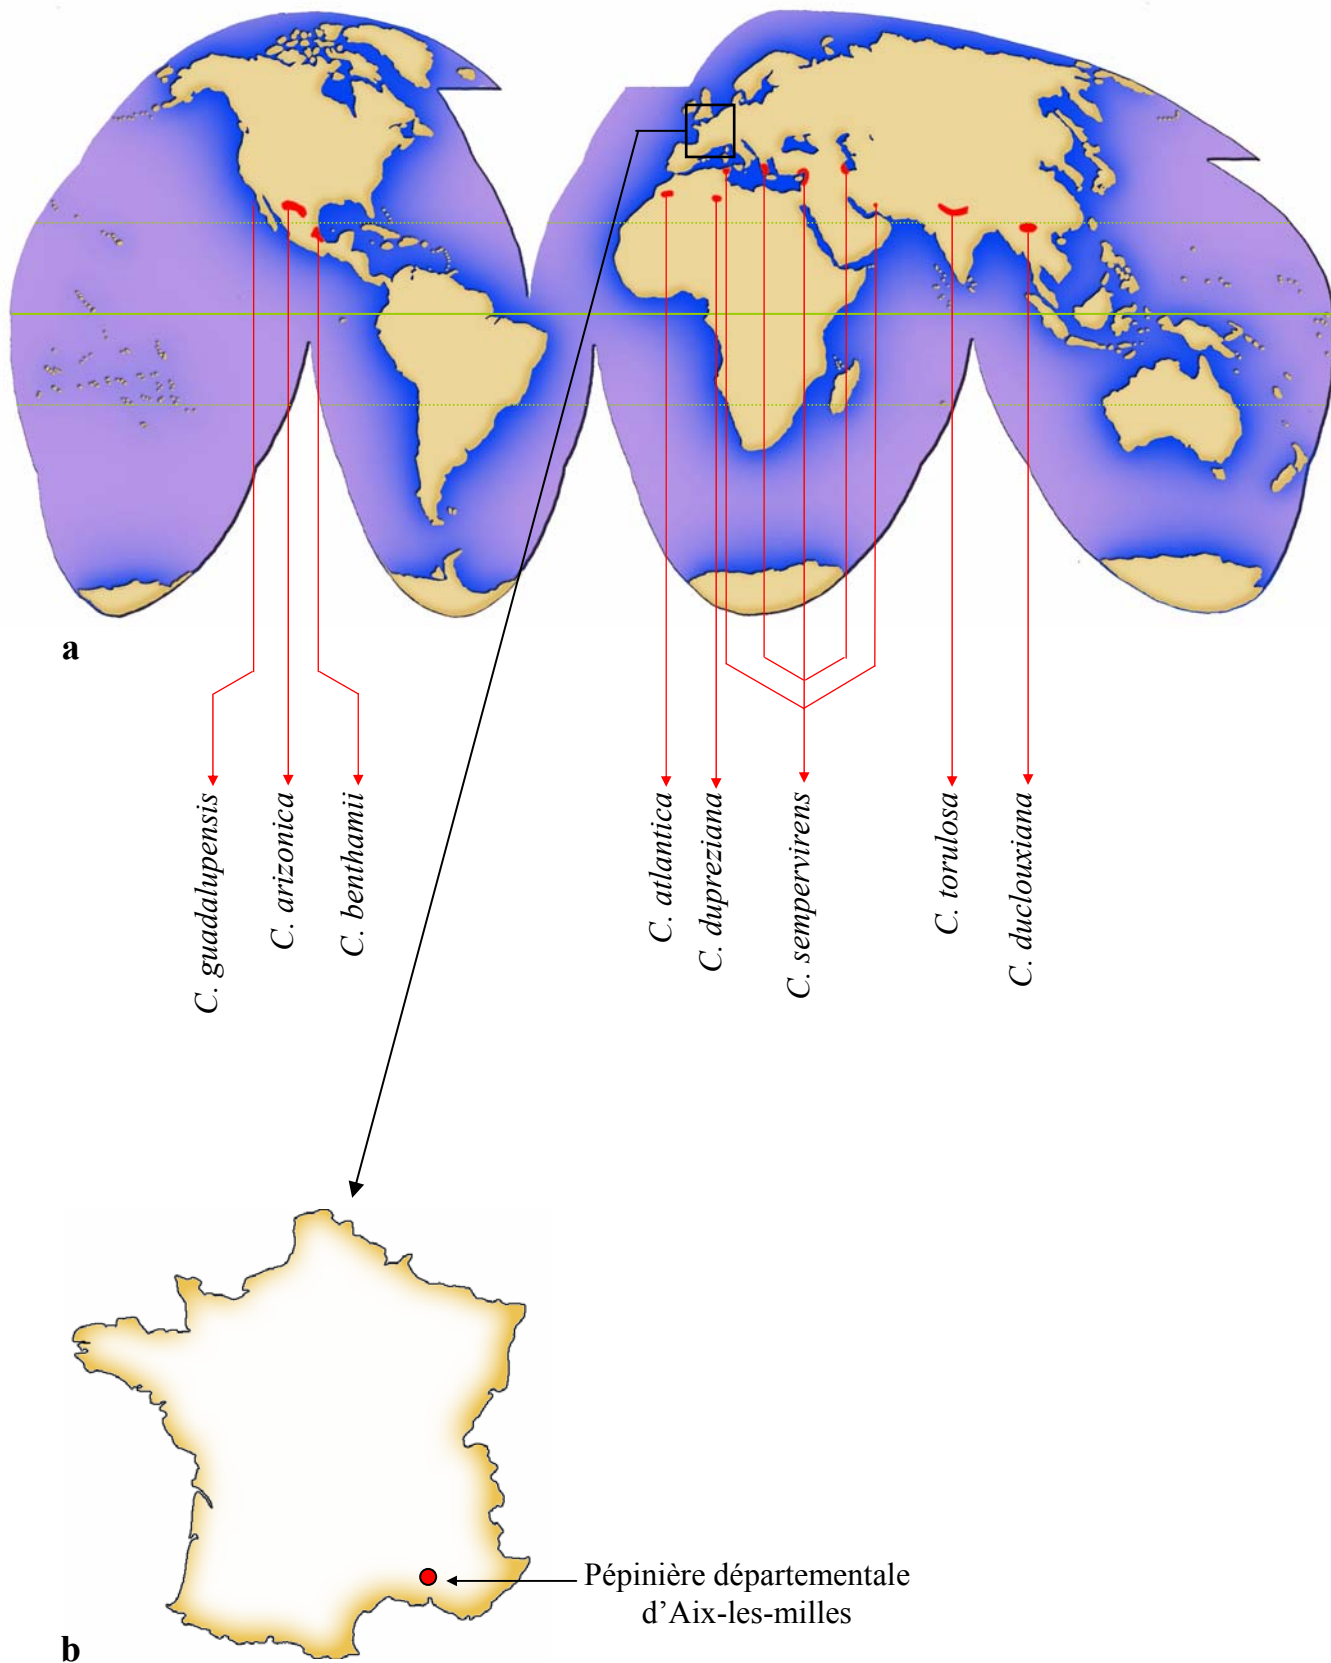 a
C. guadalupensis
C. arizonica
C. benthamii
C. atlantica
C. dupreziana
C. sempervirens
C. torulosa
C. duclouxiana
Pépinière départementale
d’Aix-les-milles
b